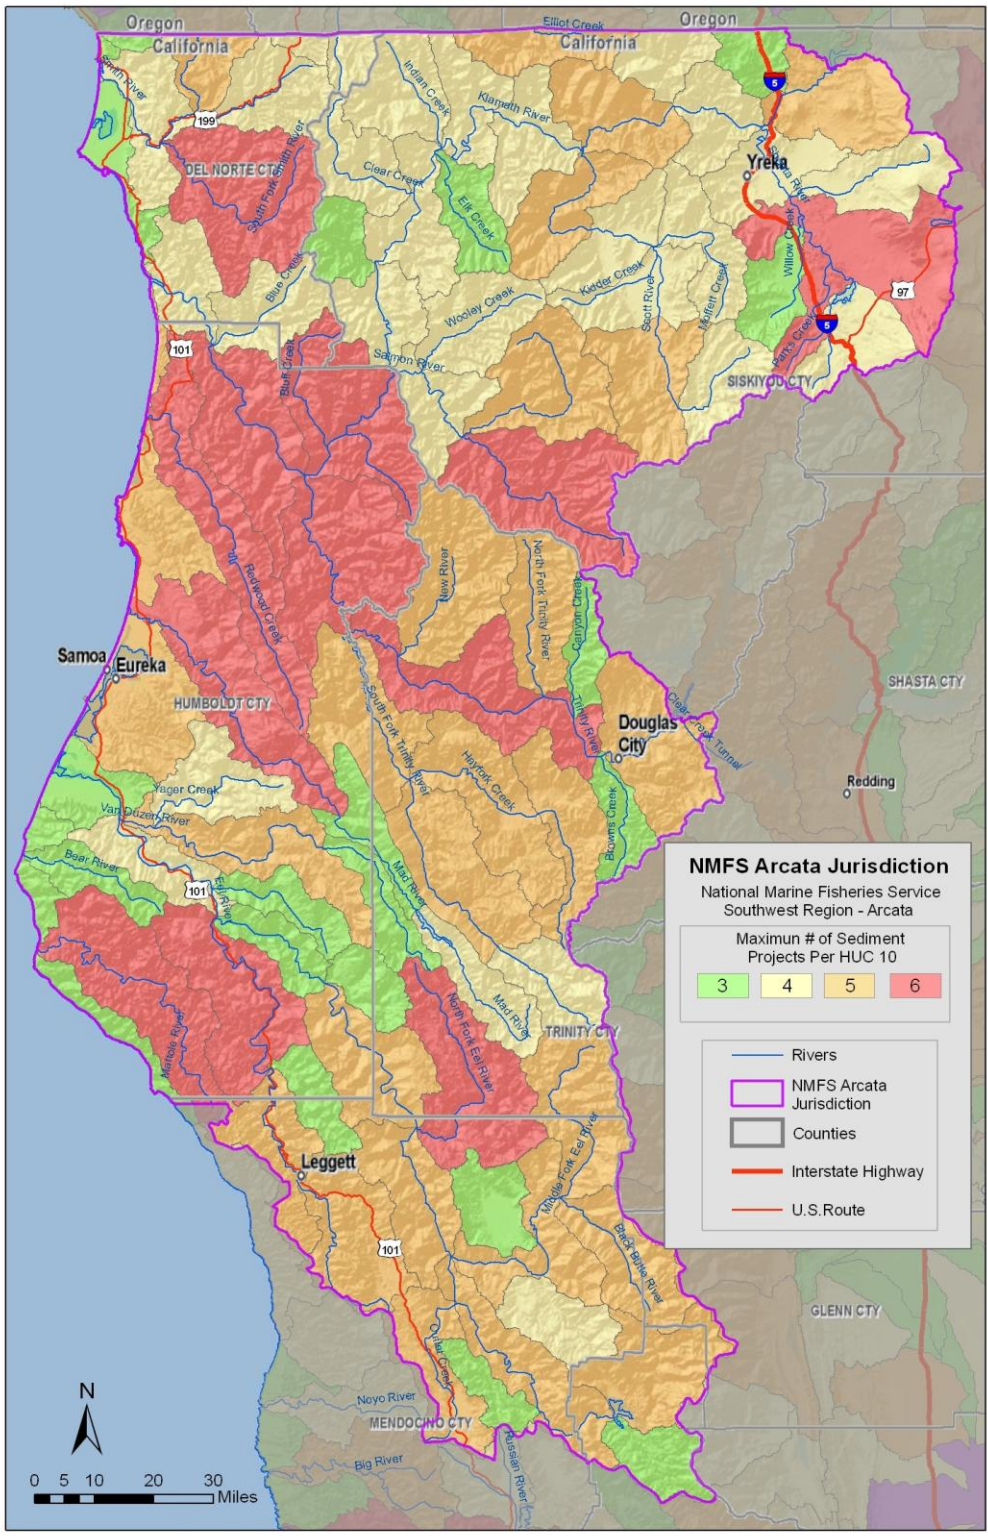 Oregon
Elliot Creek
Oregon
California
California
Smith River
Indian Creek
Klamath River
5
199
DEL NORTE CTY
South Fork Smith River
Clear Creek
Elk Creek
Yreka
Shasta River
Willow Creek
Blue Creek
Wooley Creek
Kidder Creek
Scott River
Moffett Creek
97
5
Parks Creek
101
Bluff Creek
Salmon River
SISKIYOU CTY
Redwood Creek
New River
North Fork Trinity River
Canyon Creek
Samoa
Eureka
HUMBOLDT CTY
South Fork Trinity River
Trinity River
Douglas
City
Clear Creek Tunnel
SHASTA CTY
Redding
Hayfork Creek
Yager Creek
Van Duzen River
Browns Creek
Bear River
101
Eel River
Mad River
Mad River
North Fork Eel River
TRINITY CTY
Mattole River
Leggett
Middle Fork Eel River
Black Butte River
101
Outlet Creek
GLENN CTY
Noyo River
MENDOCINO CTY
Big River
Russian River
NMFS Arcata Jurisdiction
National Marine Fisheries Service
Southwest Region - Arcata
Maximun # of Sediment
Projects Per HUC 10
3 4 5 6
Rivers
NMFS Arcata
Jurisdiction
Counties
Interstate Highway
U.S.Route
N
0 5 10 20 30
Miles